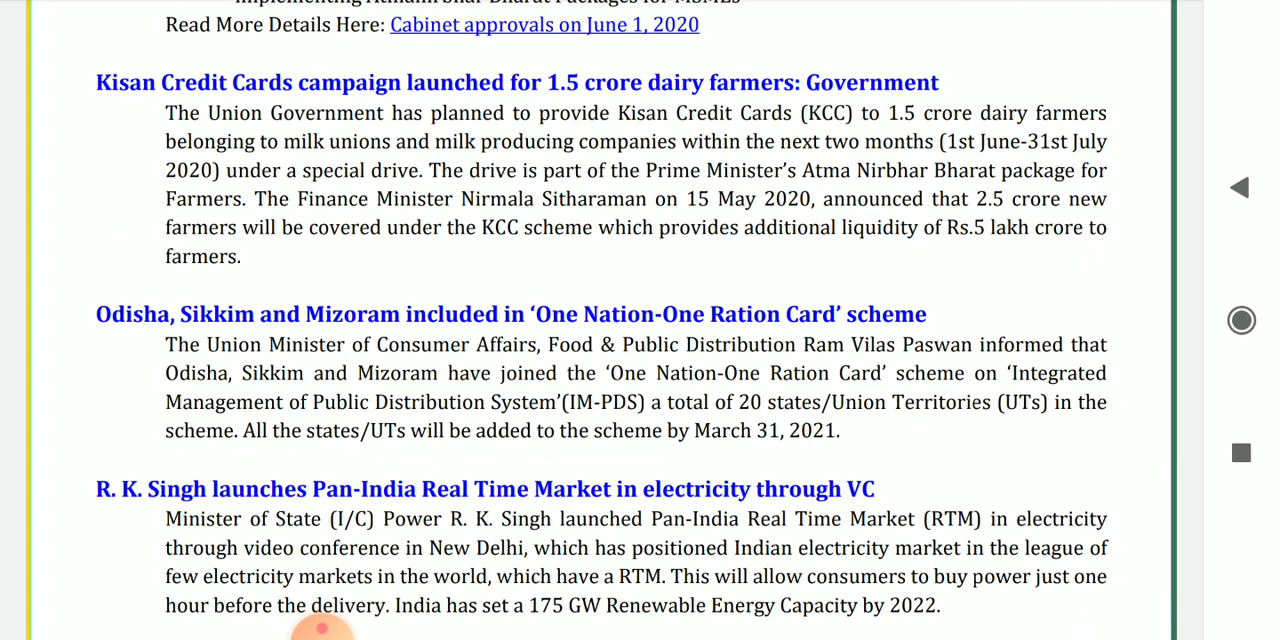 Implementing Atmanirbhar Bharat Packages for MSMEs
Read More Details Here: Cabinet approvals on June 1, 2020
Kisan Credit Cards campaign launched for 1.5 crore dairy farmers: Government
The Union Government has planned to provide Kisan Credit Cards (KCC) to 1.5 crore dairy farmers
belonging to milk unions and milk producing companies within the next two months (1st June-31st July
2020) under a special drive. The drive is part of the Prime Minister’s Atma Nirbhar Bharat package for
Farmers. The Finance Minister Nirmala Sitharaman on 15 May 2020, announced that 2.5 crore new
farmers will be covered under the KCC scheme which provides additional liquidity of Rs.5 lakh crore to
farmers.
Odisha, Sikkim and Mizoram included in ‘One Nation-One Ration Card’ scheme
The Union Minister of Consumer Affairs, Food & Public Distribution Ram Vilas Paswan informed that
Odisha, Sikkim and Mizoram have joined the ‘One Nation-One Ration Card’ scheme on ‘Integrated
Management of Public Distribution System’(IM-PDS) a total of 20 states/Union Territories (UTs) in the
scheme. All the states/UTs will be added to the scheme by March 31, 2021.
R. K. Singh launches Pan-India Real Time Market in electricity through VC
Minister of State (I/C) Power R. K. Singh launched Pan-India Real Time Market (RTM) in electricity
through video conference in New Delhi, which has positioned Indian electricity market in the league of
few electricity markets in the world, which have a RTM. This will allow consumers to buy power just one
hour before the delivery. India has set a 175 GW Renewable Energy Capacity by 2022.